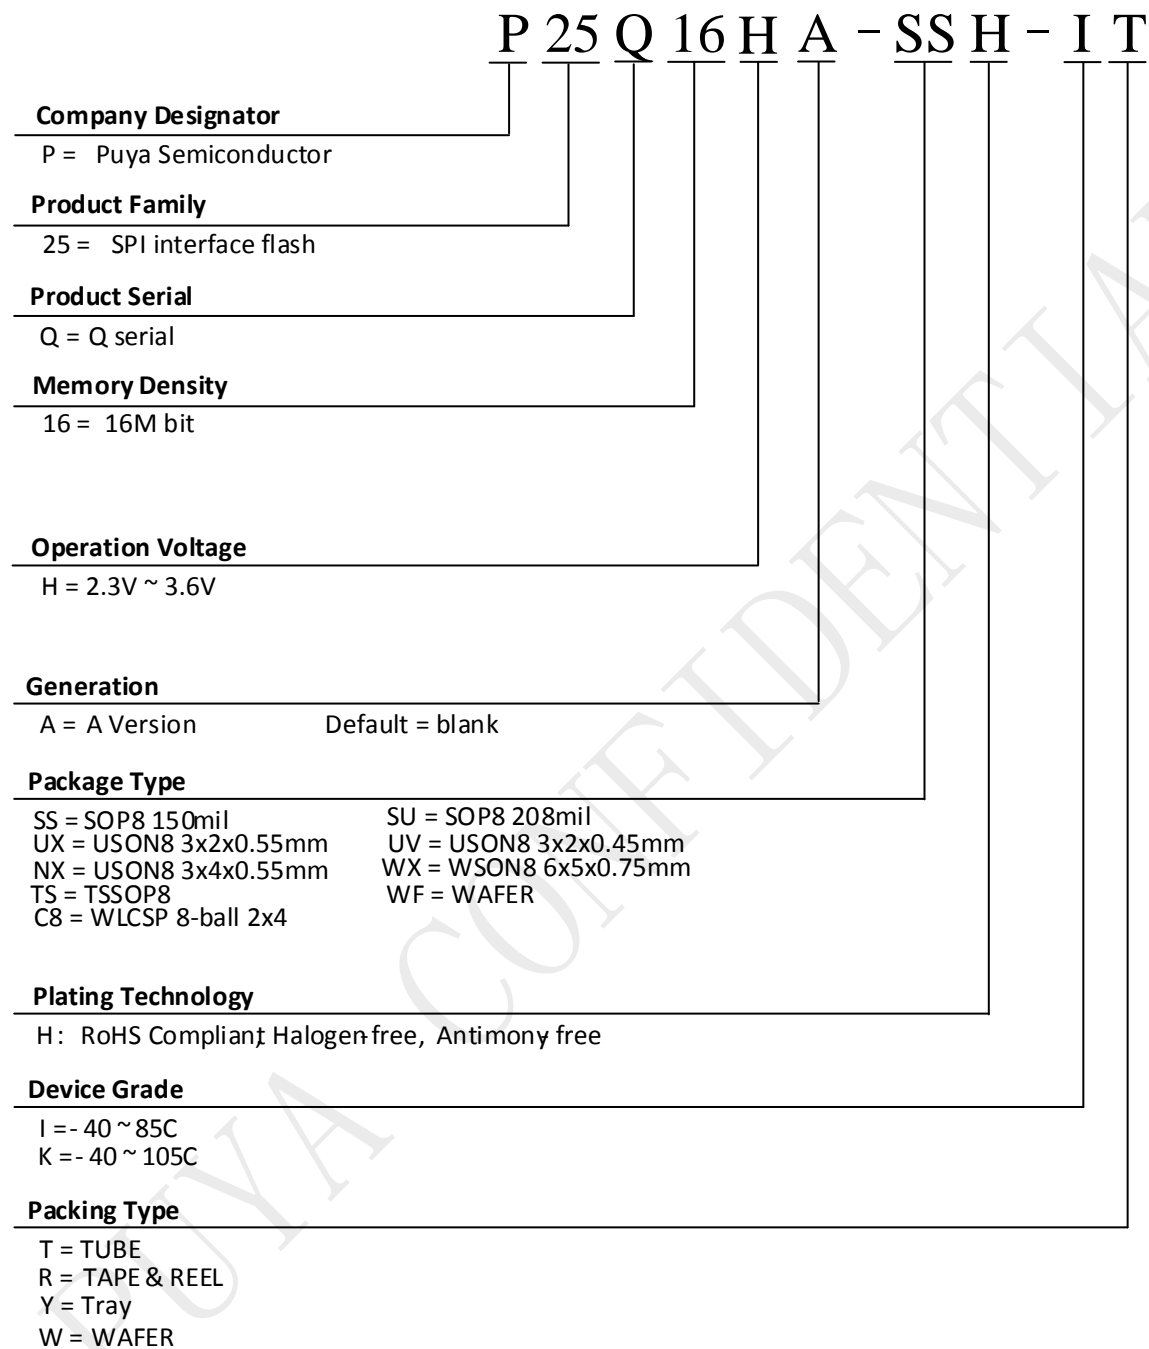 P 25 Q 16 H A - SS H - I T
Company Designator
P = Puya Semiconductor
Product Family
25 = SPI interface flash
Product Serial
Q = Q serial
Memory Density
16 = 16M bit
Operation Voltage
H = 2.3V ~ 3.6V
Generation
A = A Version Default = blank
Package Type
SS = SOP8 150mil SU = SOP8 208mil
UX = USON8 3x2x0.55mm UV = USON8 3x2x0.45mm
NX = USON8 3x4x0.55mm WX = WSON8 6x5x0.75mm
TS = TSSOP8 WF = WAFER
C8 = WLCSP 8-ball 2x4
Plating Technology
H: RoHS Compliant, Halogen-free, Antimony-free
Device Grade
I = - 40 ~ 85C
K = - 40 ~ 105C
Packing Type
T = TUBE
R = TAPE & REEL
Y = Tray
W = WAFER
PUYA CONFIDENTIA